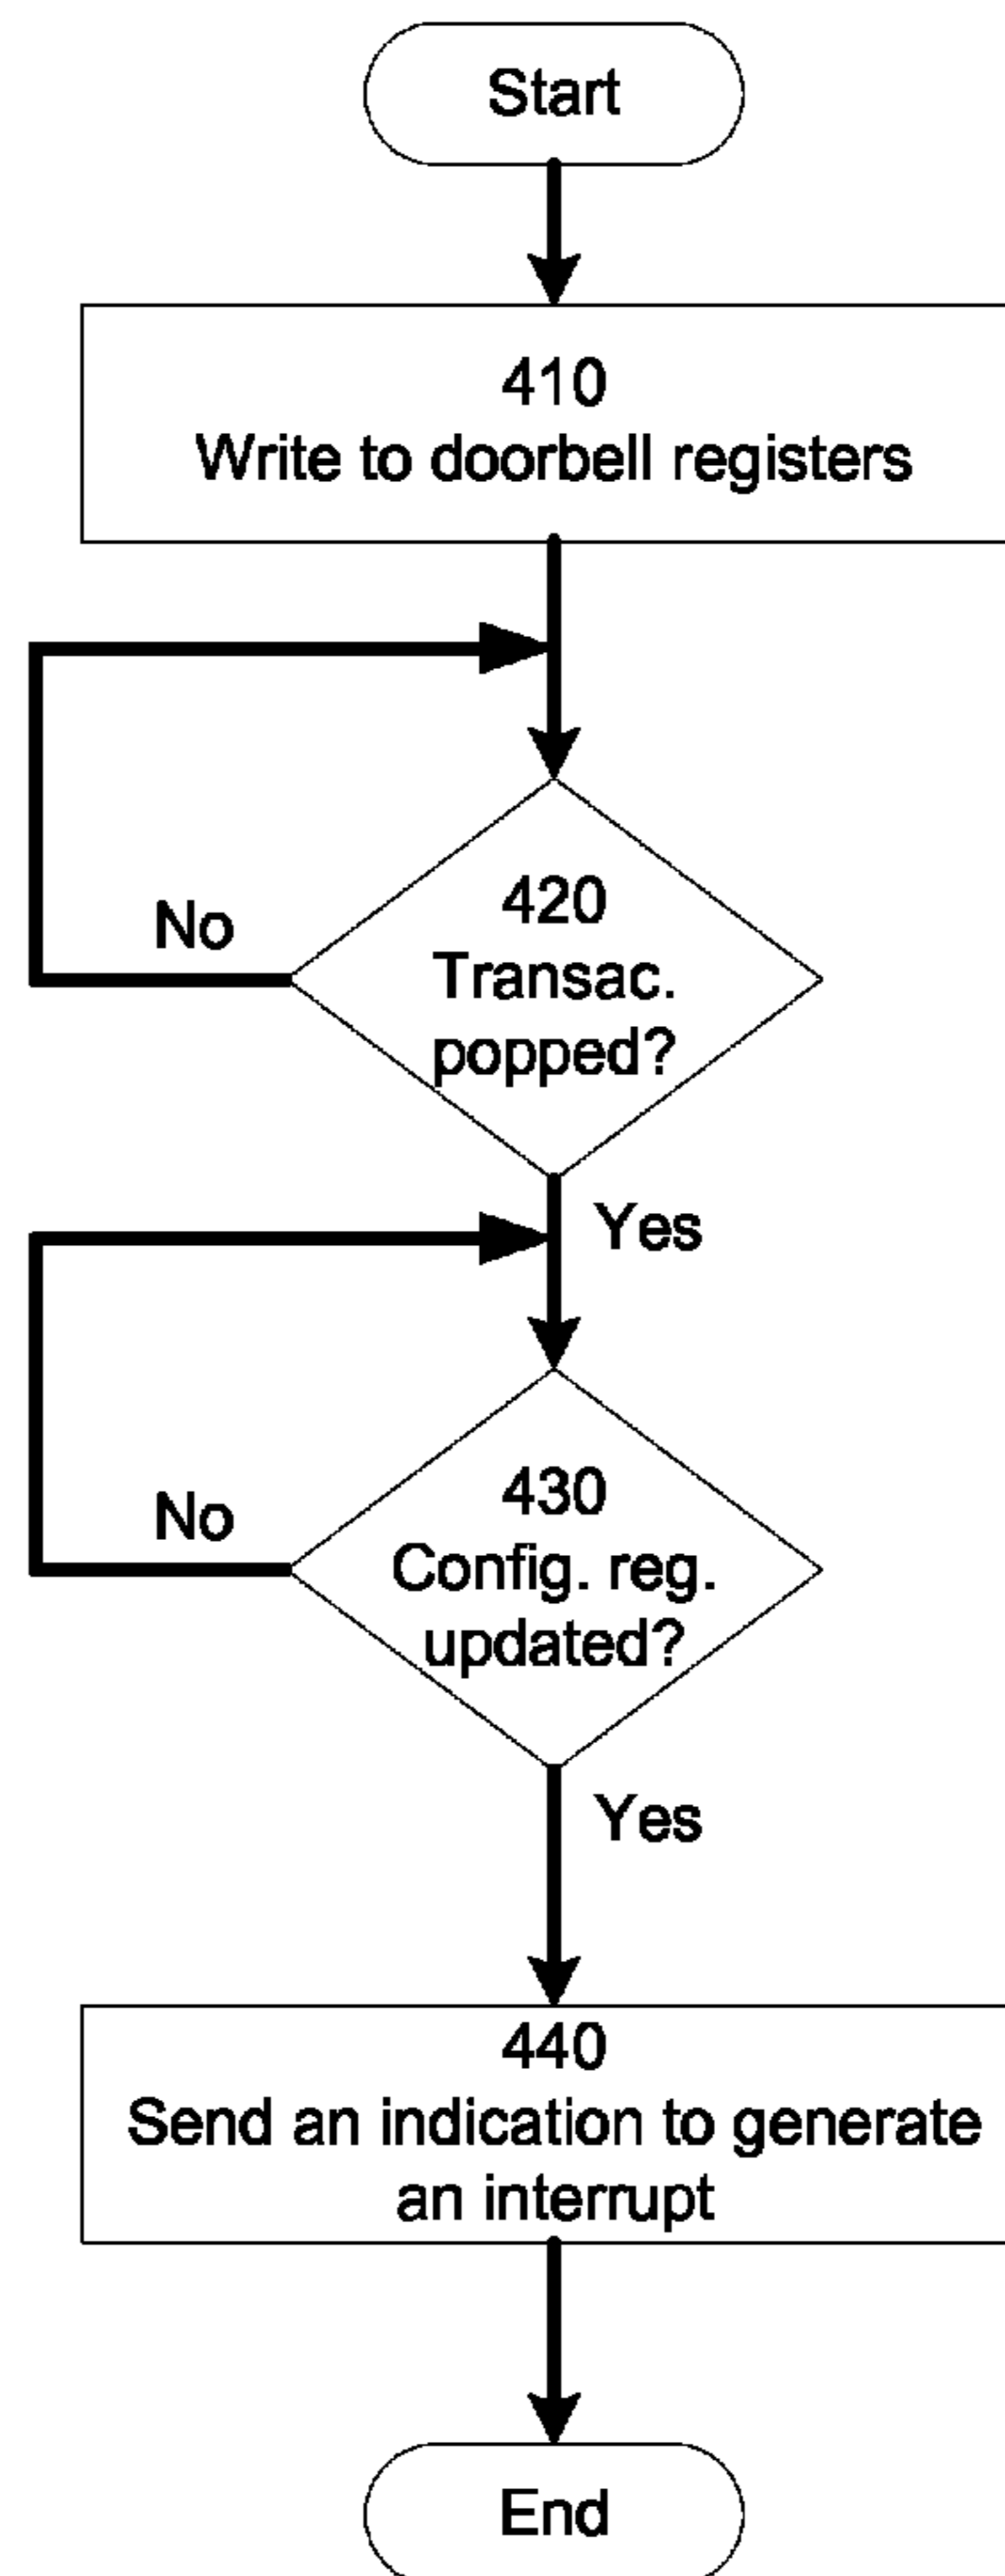 Start
410
Write to doorbell registers
420
Transac.
popped?
No
Yes
430
Config. reg.
updated?
No
Yes
440
Send an indication to generate
an interrupt
End